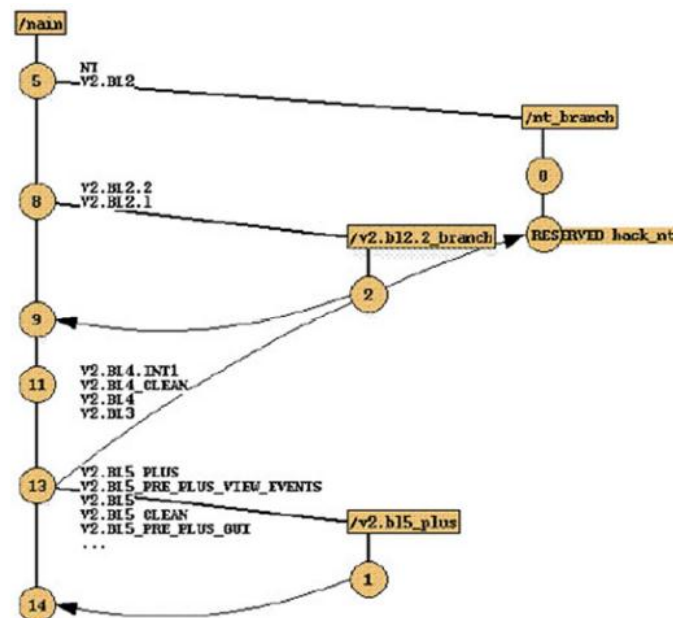 /main
5
NT
V2.BL2
/nt_branch
0
8
V2.BL2.2
V2.BL2.1
/v2.bl2.2_branch
RESERVED hack_nt
2
9
11
V2.BL4.INT1
V2.BL4_CLEAN
V2.BL4
V2.BL3
13
V2.BL5_PLUS
V2.BL5_PRE_PLUS_VIEW_EVENTS
V2.BL5
V2.BL5_CLEAN
V2.BL5_PRE_PLUS_GUI
...
/v2.bl5_plus
1
14